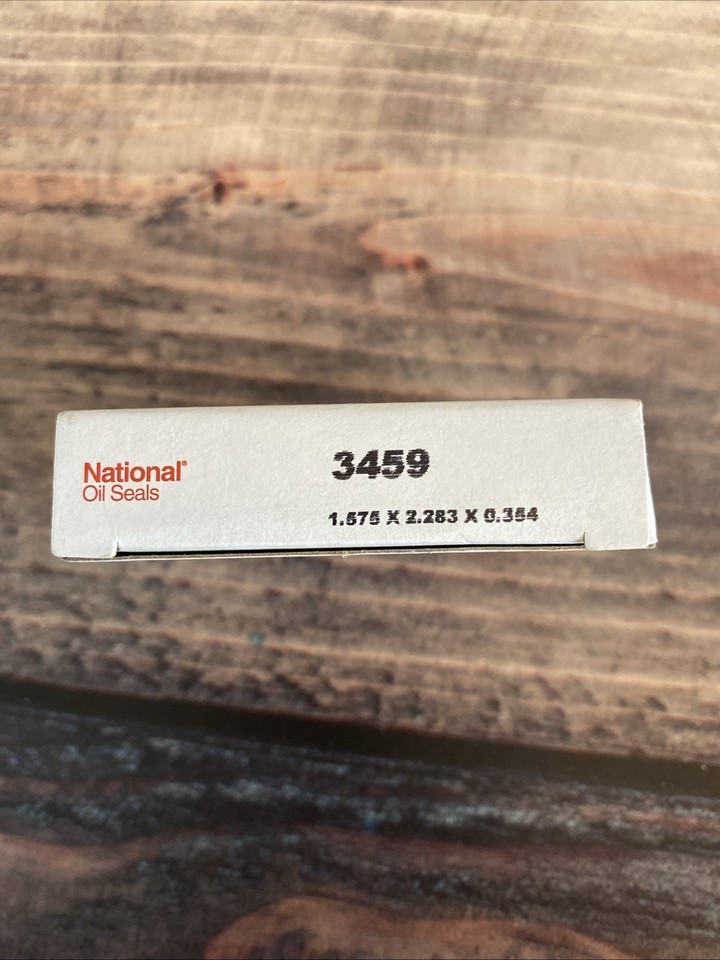 National®
Oil Seals
3459
1.575 X 2.283 X 0.354